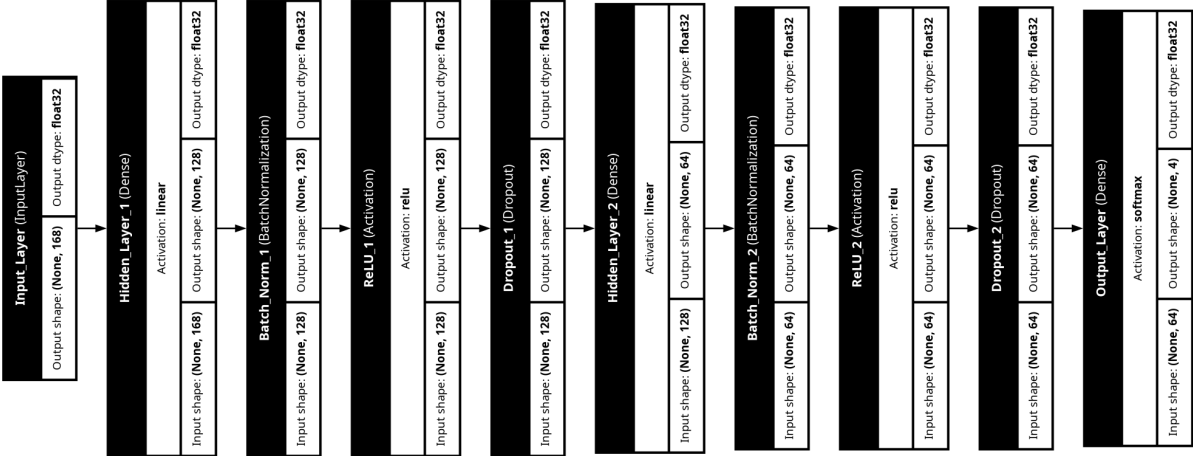 Input_Layer (InputLayer)
Output shape: (None, 168)
Output dtype: float32
Hidden_Layer_1 (Dense)
Activation: linear
Input shape: (None, 168)
Output shape: (None, 128)
Output dtype: float32
Batch_Norm_1 (BatchNormalization)
Input shape: (None, 128)
Output shape: (None, 128)
Output dtype: float32
ReLU_1 (Activation)
Activation: relu
Input shape: (None, 128)
Output shape: (None, 128)
Output dtype: float32
Dropout_1 (Dropout)
Input shape: (None, 128)
Output shape: (None, 128)
Output dtype: float32
Hidden_Layer_2 (Dense)
Activation: linear
Input shape: (None, 128)
Output shape: (None, 64)
Output dtype: float32
Batch_Norm_2 (BatchNormalization)
Input shape: (None, 64)
Output shape: (None, 64)
Output dtype: float32
ReLU_2 (Activation)
Activation: relu
Input shape: (None, 64)
Output shape: (None, 64)
Output dtype: float32
Dropout_2 (Dropout)
Input shape: (None, 64)
Output shape: (None, 64)
Output dtype: float32
Output_Layer (Dense)
Activation: softmax
Input shape: (None, 64)
Output shape: (None, 4)
Output dtype: float32